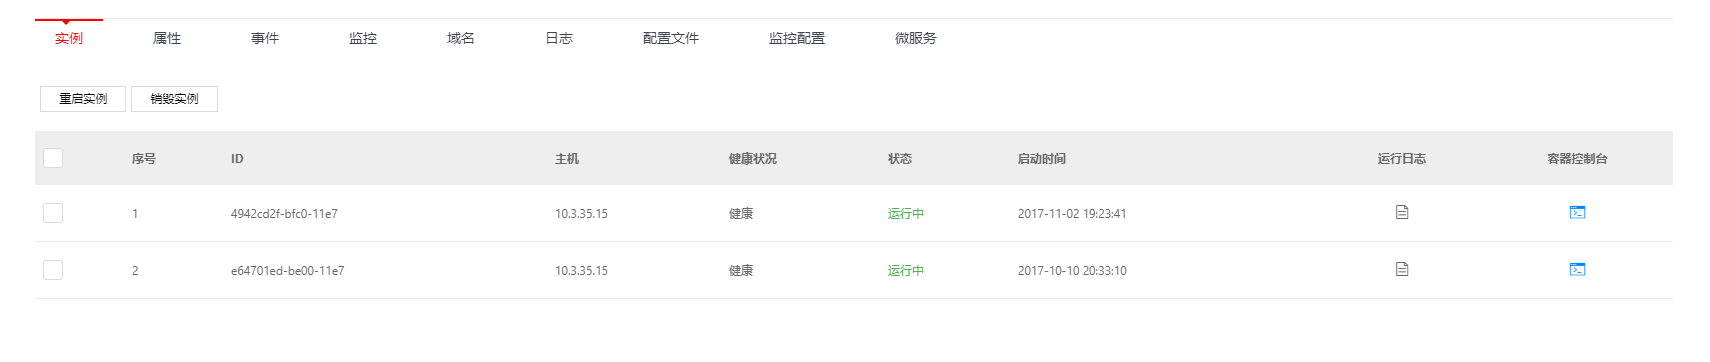 实例 属性 事件 监控 域名 日志 配置文件 监控配置 微服务
重启实例 销毁实例
序号 ID 主机 健康状况 状态 启动时间 运行日志 容器控制台
1 4942cd2f-bfc0-11e7 10.3.35.15 健康 运行中 2017-11-02 19:23:41
2 e64701ed-be00-11e7 10.3.35.15 健康 运行中 2017-10-10 20:33:10